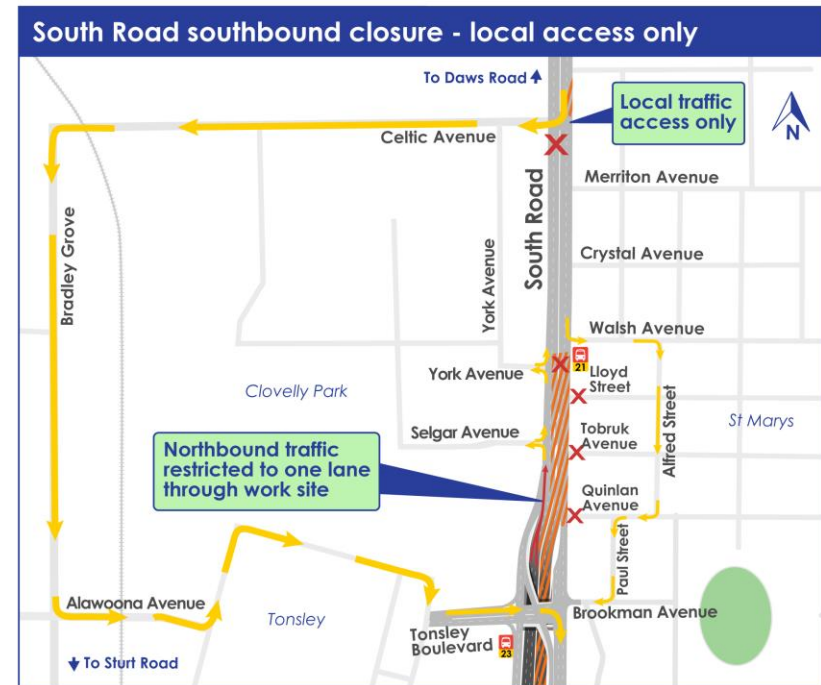 South Road southbound closure - local access only
To Daws Road
Local traffic
access only
N
Celtic Avenue
Merriton Avenue
South Road
Bradley Grove
York Avenue
Crystal Avenue
Walsh Avenue
21
Lloyd
Street
York Avenue
Clovelly Park
St Marys
Alfred Street
Selgar Avenue
Tobruk
Avenue
Northbound traffic
restricted to one lane
through work site
Quinlan
Avenue
Paul Street
Alawoona Avenue
Tonsley
Brookman Avenue
Tonsley
Boulevard
23
To Sturt Road